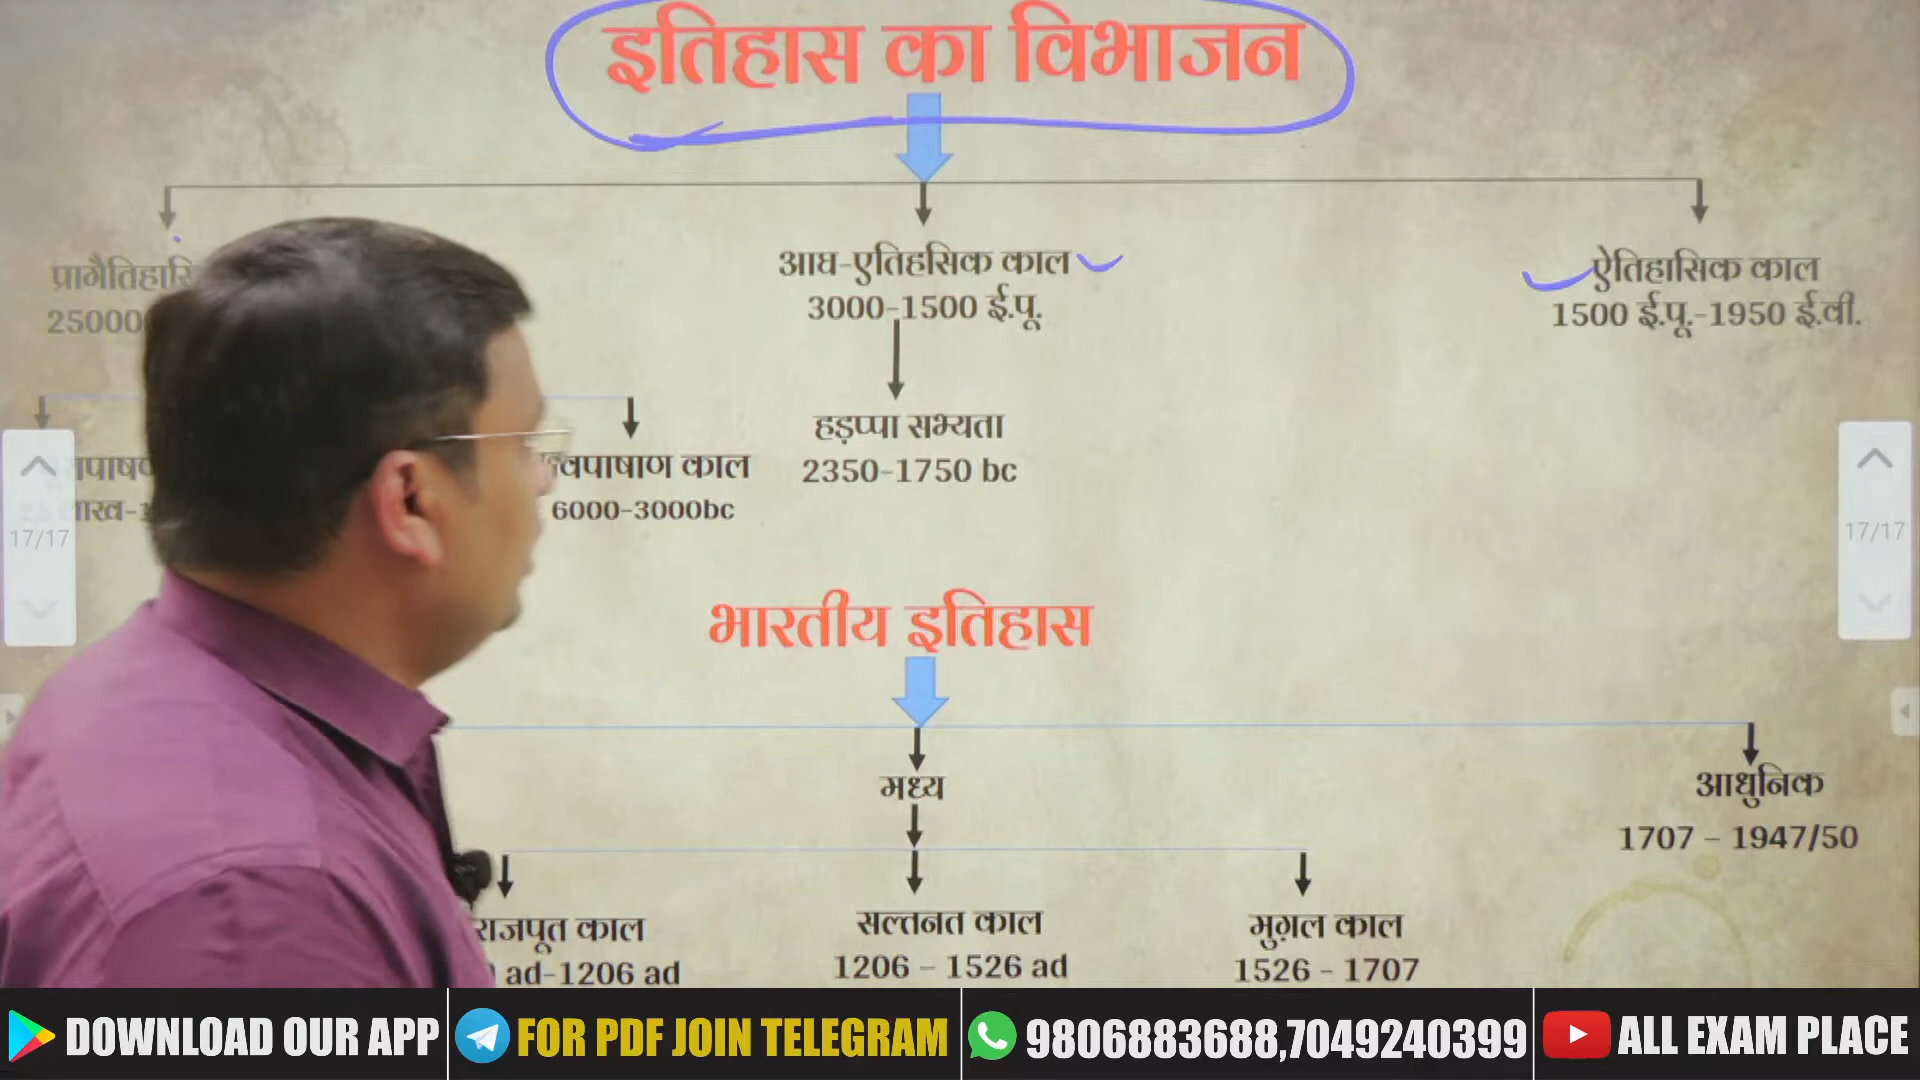 इतिहास का विभाजन
आघ-एतिहसिक काल
3000-1500 ई.पू.
ऐतिहासिक काल
1500 ई.पू.-1950 ई.वी.
हड़प्पा सभ्यता
2350-1750 bc
काल
6000-3000bc
17/17
17/17
भारतीय इतिहास
मध्य
आधुनिक
1707 – 1947/50
राजपूत काल
ad-1206 ad
सल्तनत काल
1206 – 1526 ad
मुग़ल काल
1526 - 1707
DOWNLOAD OUR APP
FOR PDF JOIN TELEGRAM
9806883688,7049240399
ALL EXAM PLACE